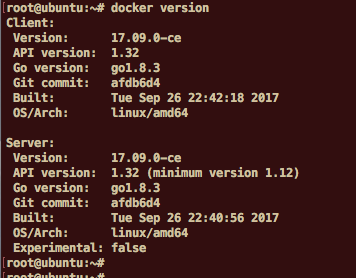 [root@ubuntu:~# docker version
Client:
 Version:      17.09.0-ce
 API version:  1.32
 Go version:   go1.8.3
 Git commit:   afdb6d4
 Built:        Tue Sep 26 22:42:18 2017
 OS/Arch:      linux/amd64

Server:
 Version:      17.09.0-ce
 API version:  1.32 (minimum version 1.12)
 Go version:   go1.8.3
 Git commit:   afdb6d4
 Built:        Tue Sep 26 22:40:56 2017
 OS/Arch:      linux/amd64
 Experimental: false
[root@ubuntu:~#
[root@ubuntu:~#